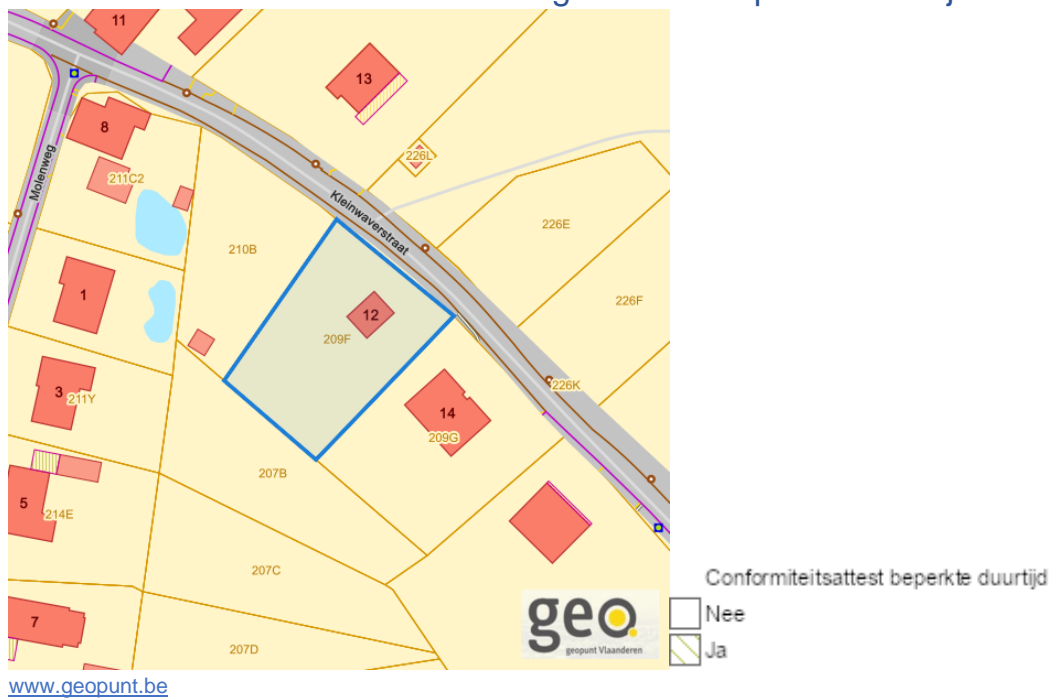 11
13
8
226L
Molenweg
211C2
Kleinwaverstraat
226E
210B
1
226F
12
209F
226K
3
211Y
14
209G
207B
5
214E
207C
Conformiteitsattest beperkte duurtijd
geo.
Nee
7
geopunt Vlaanderen
207D
Ja
www.geopunt.be